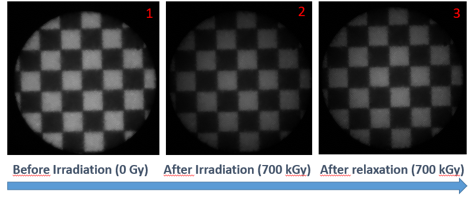 1
2
3
Before Irradiation (0 Gy)
After Irradiation (700 kGy)
After relaxation (700 kGy)